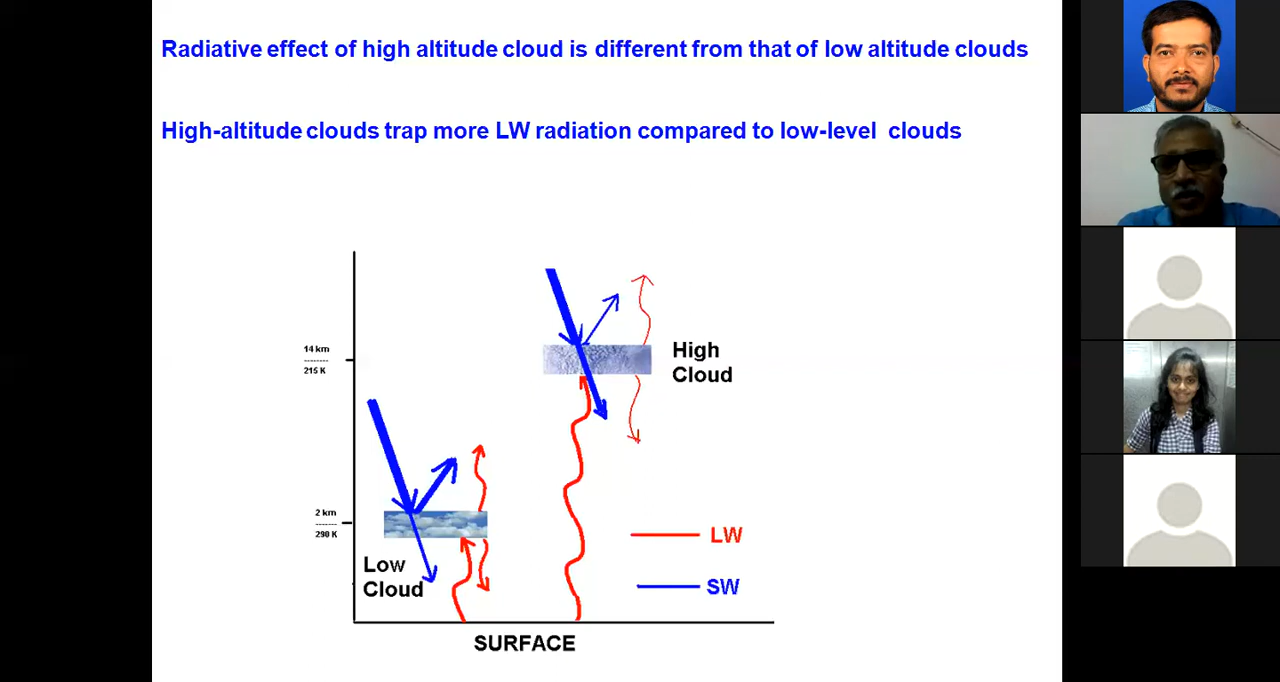 Radiative effect of high altitude cloud is different from that of low altitude clouds
High-altitude clouds trap more LW radiation compared to low-level clouds
14 km
215 K
High
Cloud
2 km
290 K
Low
Cloud
LW
SW
SURFACE